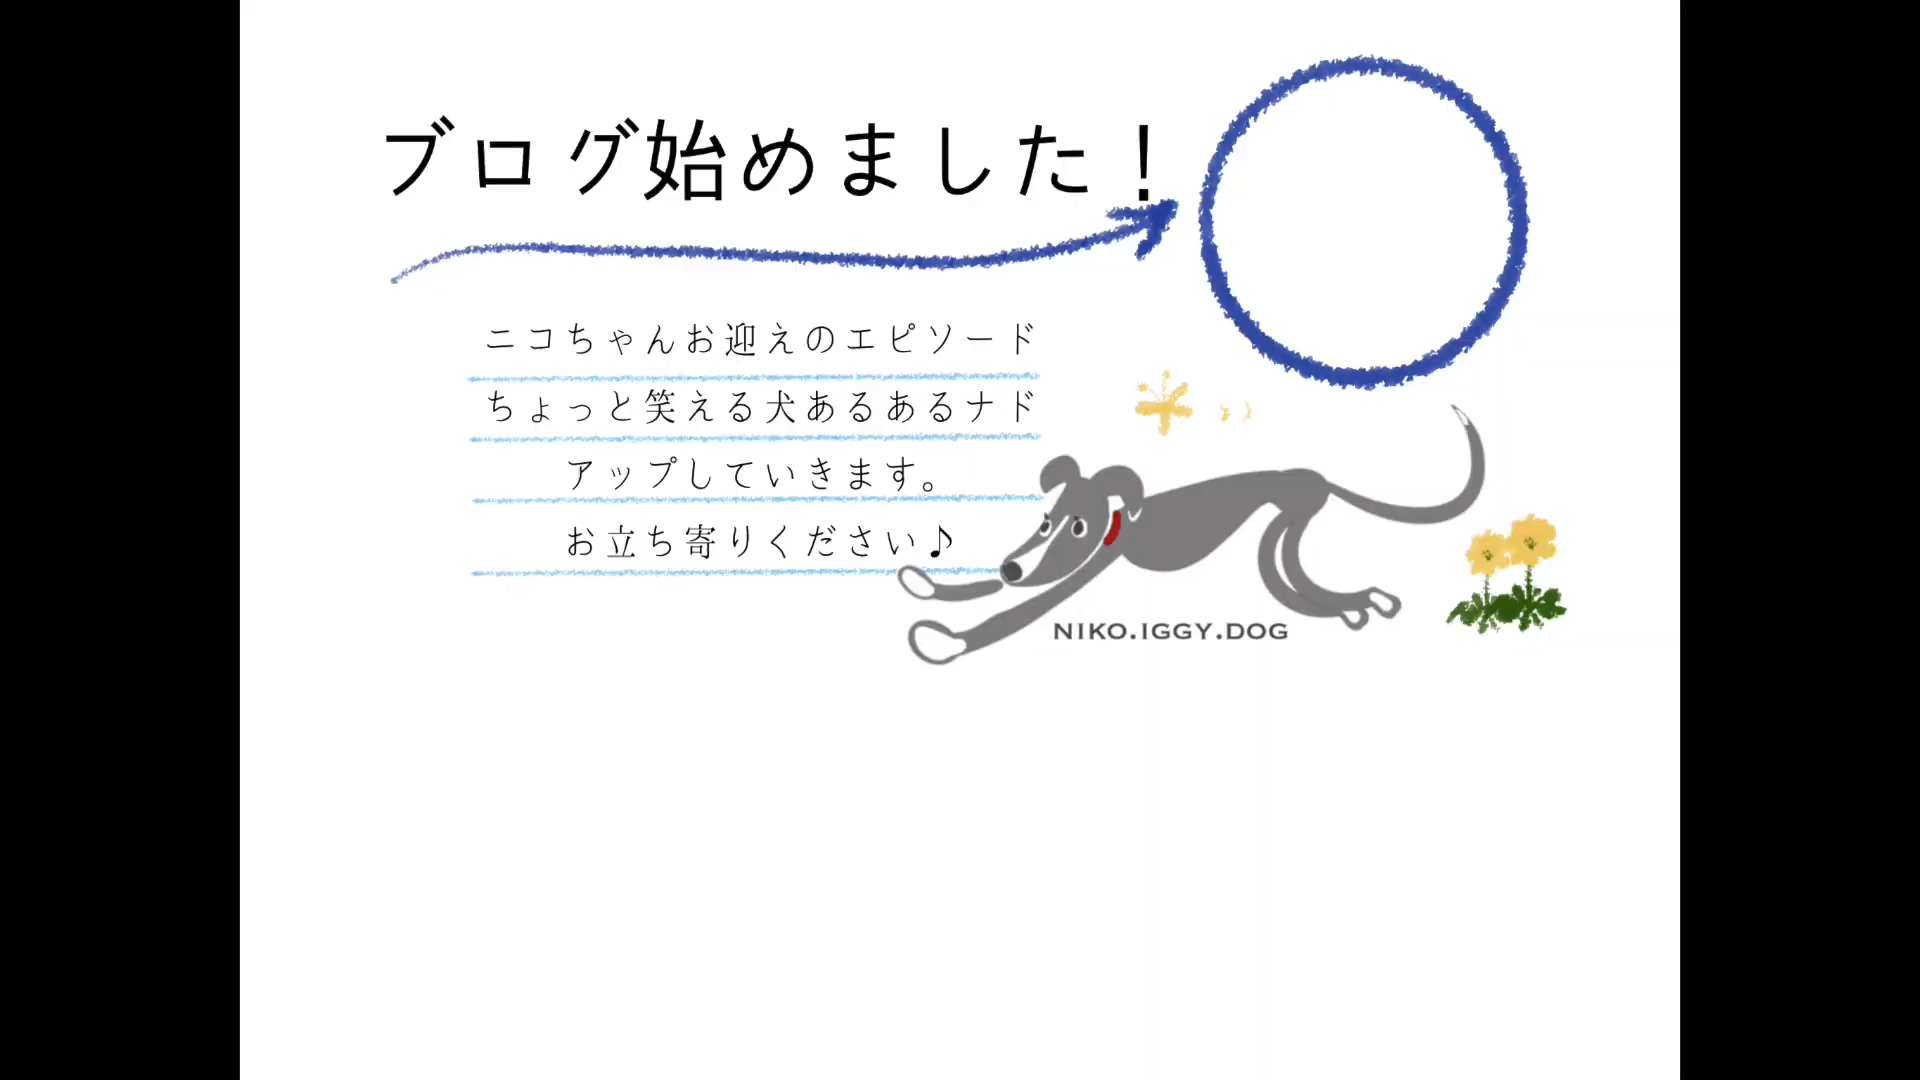 ブログ始めました！
ニコちゃんお迎えのエピソード
ちょっと笑える犬あるあるナド
アップしていきます。
お立ち寄りください♪
NIKO.IGGY.DOG